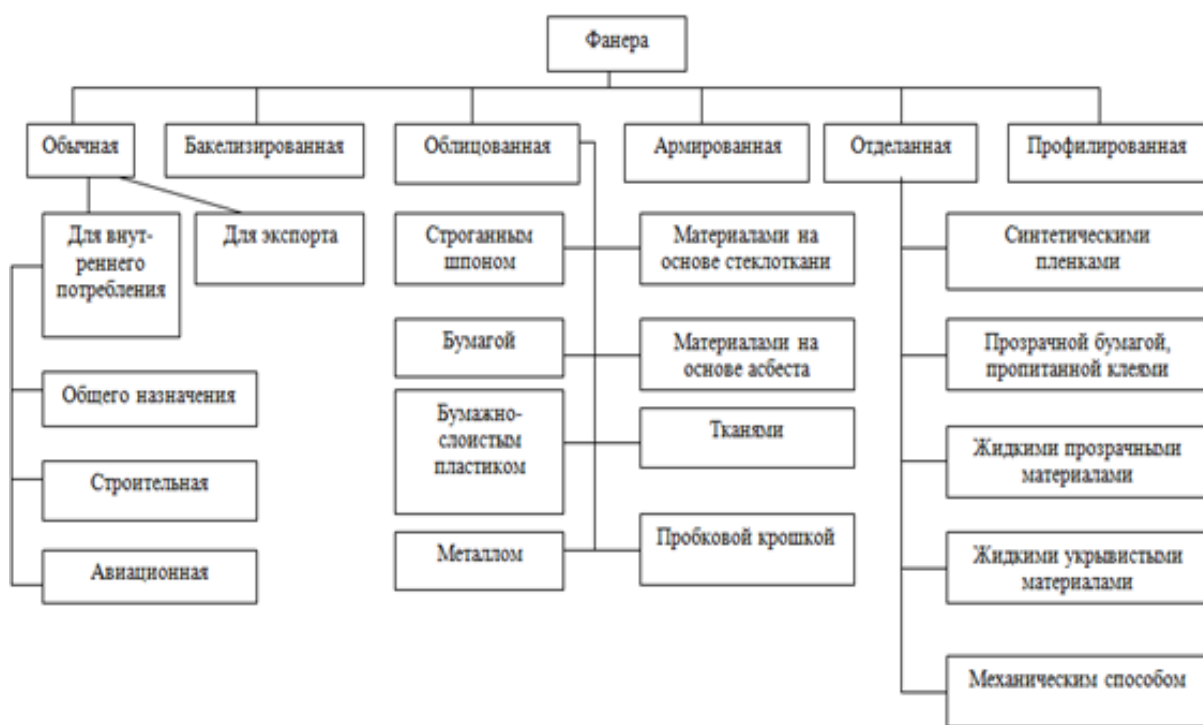 Фанера
Обычная
Бакелизированная
Облицованная
Армированная
Отделанная
Профилированная
Для внут-
реннего
потребления
Для экспорта
Общего назначения
Строительная
Авиационная
Строганным
шпоном
Бумагой
Бумажно-
слоистым
пластиком
Металлом
Материалами на
основе стеклоткани
Материалами на
основе асбеста
Тканями
Пробковой крошкой
Синтетическими
пленками
Прозрачной бумагой,
пропитанной клеями
Жидкими прозрачными
материалами
Жидкими укрывистыми
материалами
Механическим способом